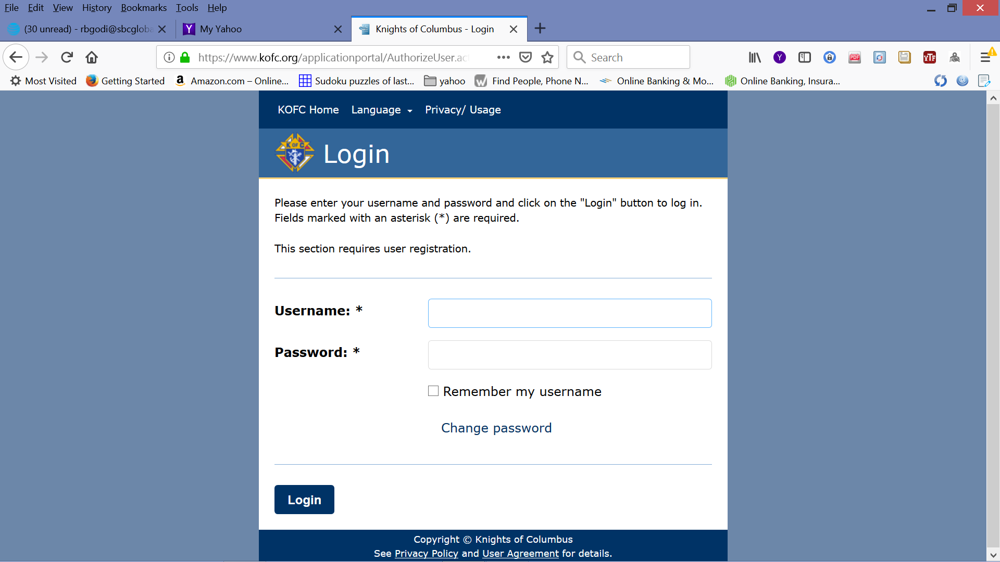 File Edit View History Bookmarks Tools Help
(30 unread) - rbgodi@sbcgloba
My Yahoo
Knights of Columbus - Login
https://www.kofc.org/applicationportal/AuthorizeUser.ac
Search
Most Visited Getting Started Amazon.com – Online... Sudoku puzzles of last... yahoo Find People, Phone N... Online Banking & Mo... Online Banking, Insura...
KOFC Home Language Privacy/ Usage
K OF C
Login
Please enter your username and password and click on the "Login" button to log in.
Fields marked with an asterisk (*) are required.
This section requires user registration.
Username: *
Password: *
Remember my username
Change password
Login
Copyright © Knights of Columbus
See Privacy Policy and User Agreement for details.